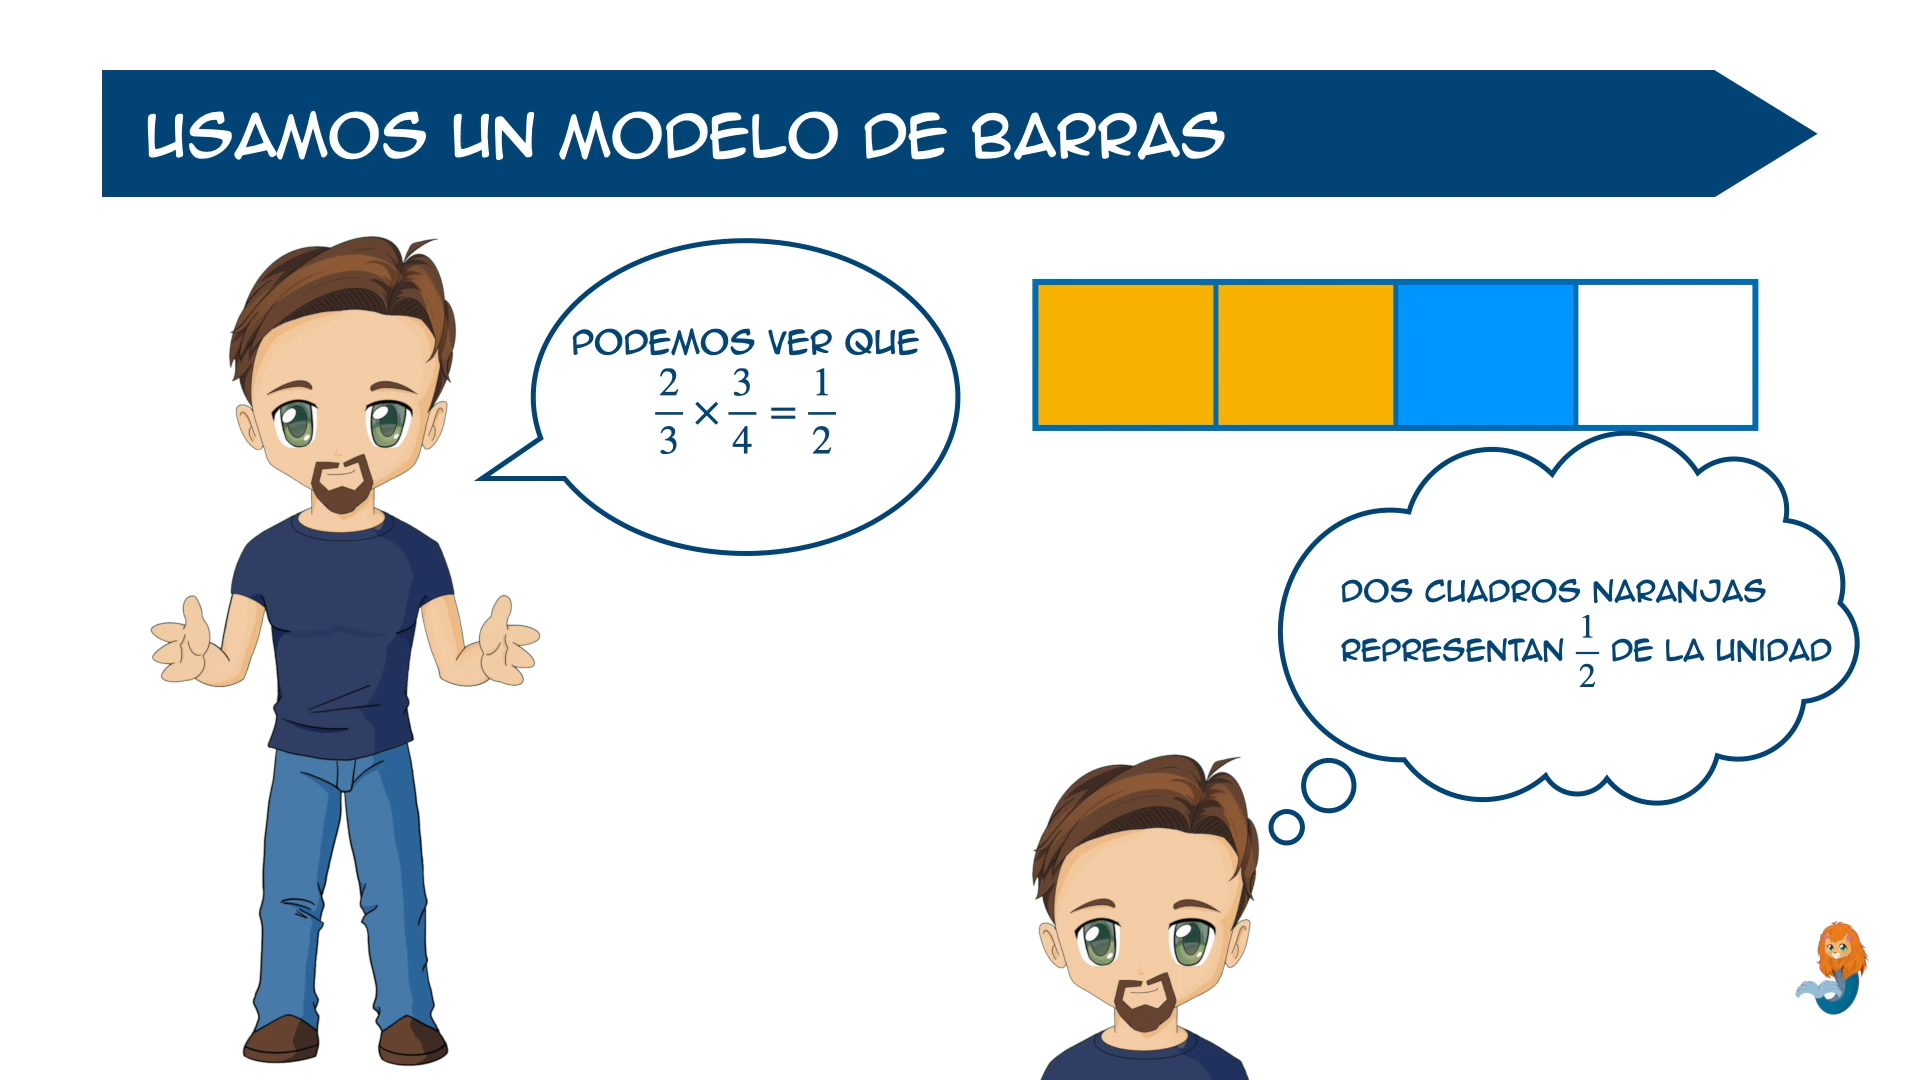 USAMOS UN MODELO DE BARRAS
PODEMOS VER QUE
2/3 × 3/4 = 1/2
DOS CUADROS NARANJAS
REPRESENTAN 1/2 DE LA UNIDAD